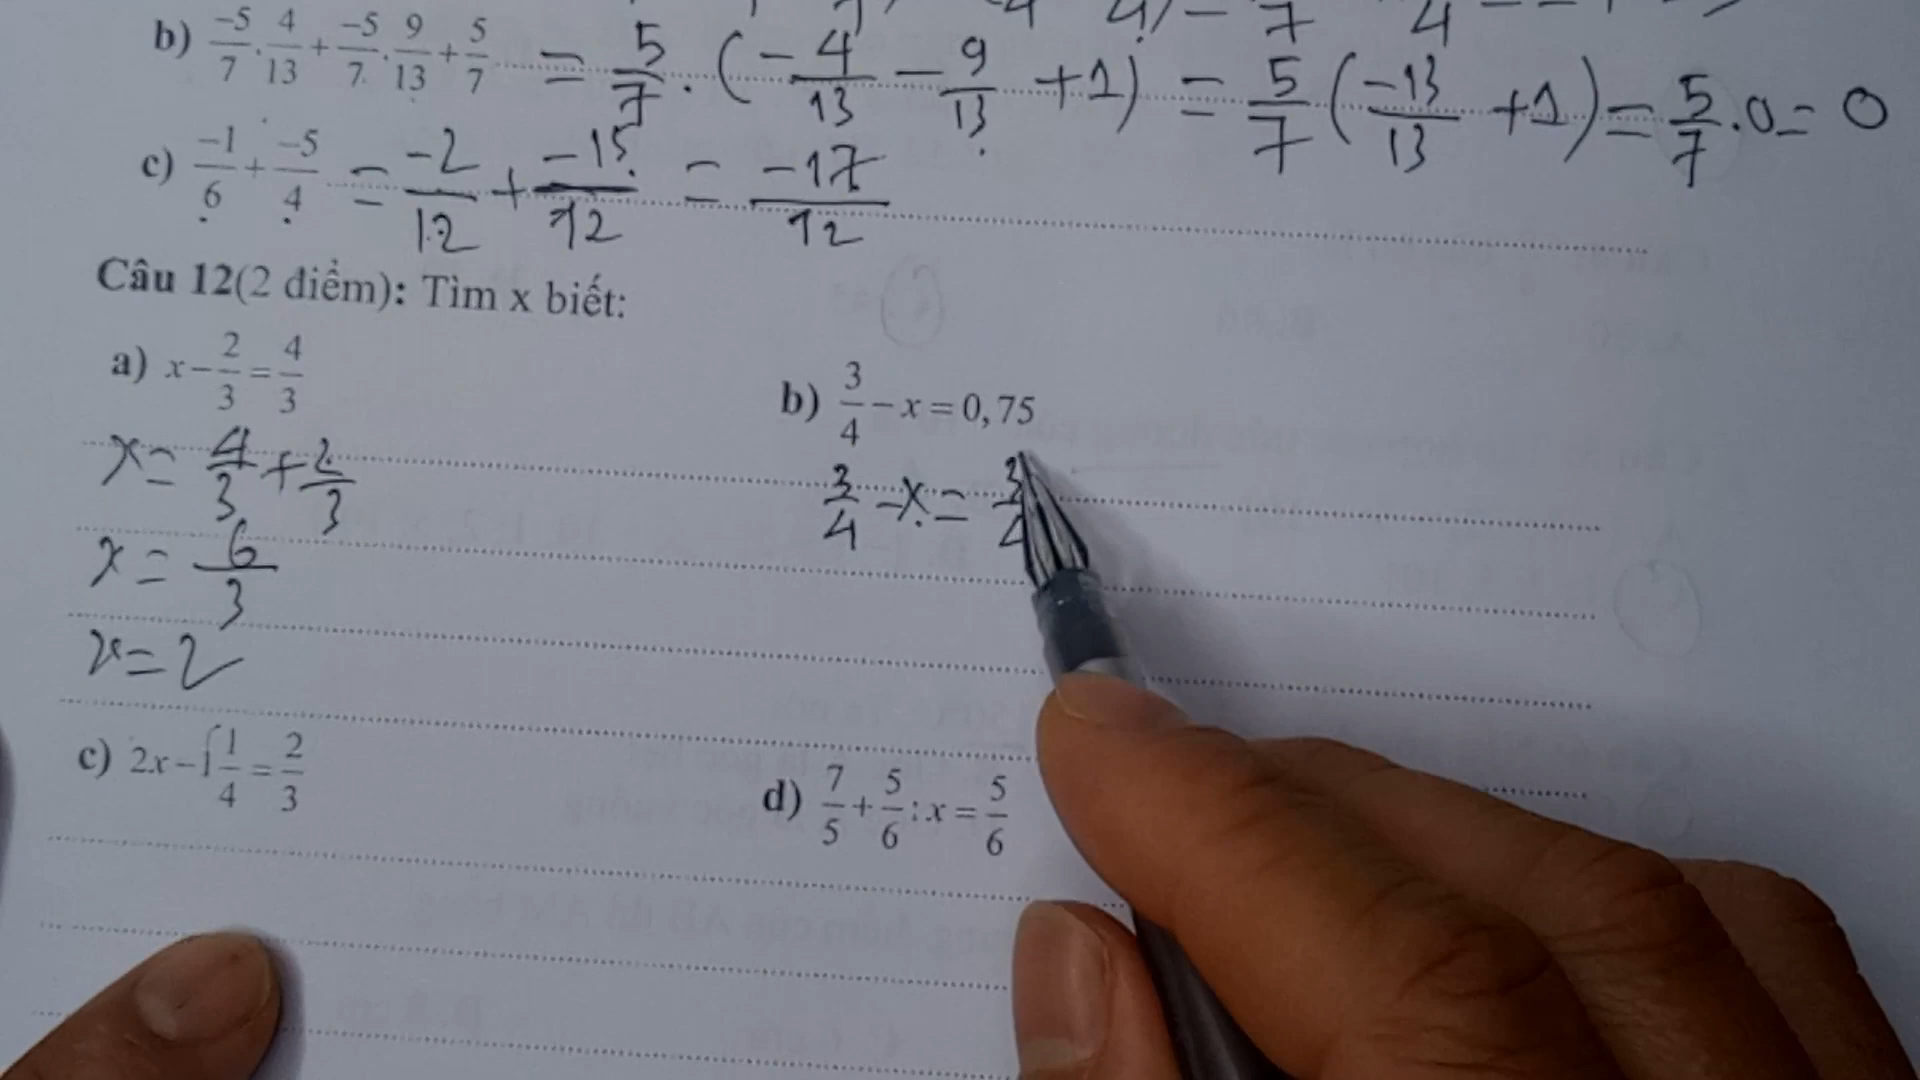 b) -5/7 . 4/13 + -5/7 . 9/13 + 5/7 = 5/7 . (-4/13 - 9/13 + 1) = 5/7 (-13/13 + 1) = 5/7 . 0 = 0
c) -1/6 + -5/4 = -2/12 + -15/12 = -17/12
Câu 12(2 điểm): Tìm x biết:
a) x - 2/3 = 4/3
x = 4/3 + 2/3
x = 6/3
x = 2
b) 3/4 - x = 0,75
3/4 - x = 3/4
c) 2x - 1/4 = 2/3
d) 7/5 + 5/6 : x = 5/6